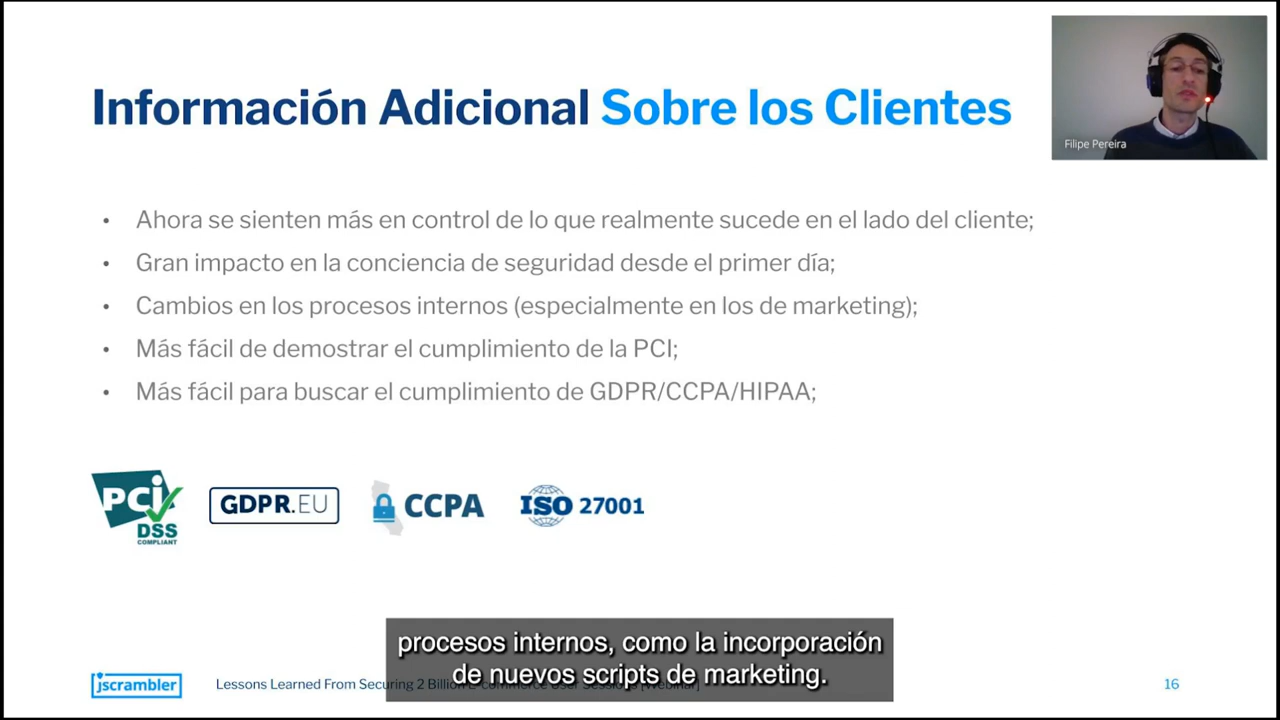 Información Adicional Sobre los Clientes
Filipe Pereira
• Ahora se sienten más en control de lo que realmente sucede en el lado del cliente;
• Gran impacto en la conciencia de seguridad desde el primer día;
• Cambios en los procesos internos (especialmente en los de marketing);
• Más fácil de demostrar el cumplimiento de la PCI;
• Más fácil para buscar el cumplimiento de GDPR/CCPA/HIPAA;
PCi
DSS
COMPLIANT
GDPR.EU
CCPA
ISO 27001
procesos internos, como la incorporación
de nuevos scripts de marketing.
jscrambler
Lessons Learned From Securing 2 Billion E-commerce User Sessions [Webinar]
16